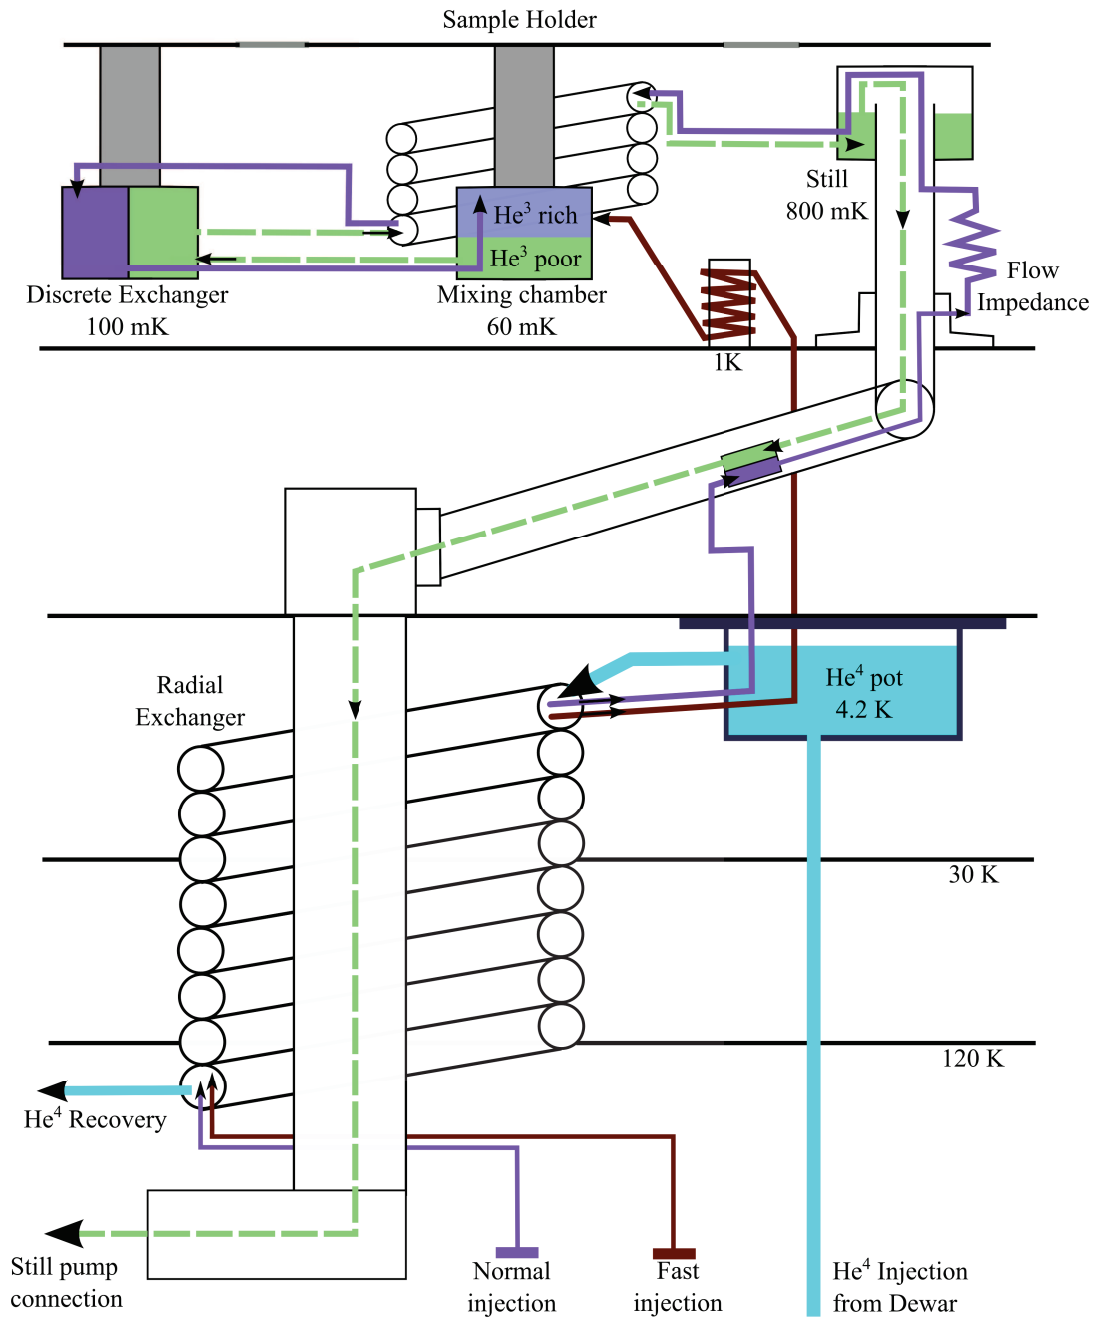 Sample Holder
He³ rich
He³ poor
Still
800 mK
Flow
Impedance
Discrete Exchanger
100 mK
Mixing chamber
60 mK
1K
He⁴ pot
4.2 K
Radial
Exchanger
30 K
120 K
He⁴ Recovery
Still pump
connection
Normal
injection
Fast
injection
He⁴ Injection
from Dewar